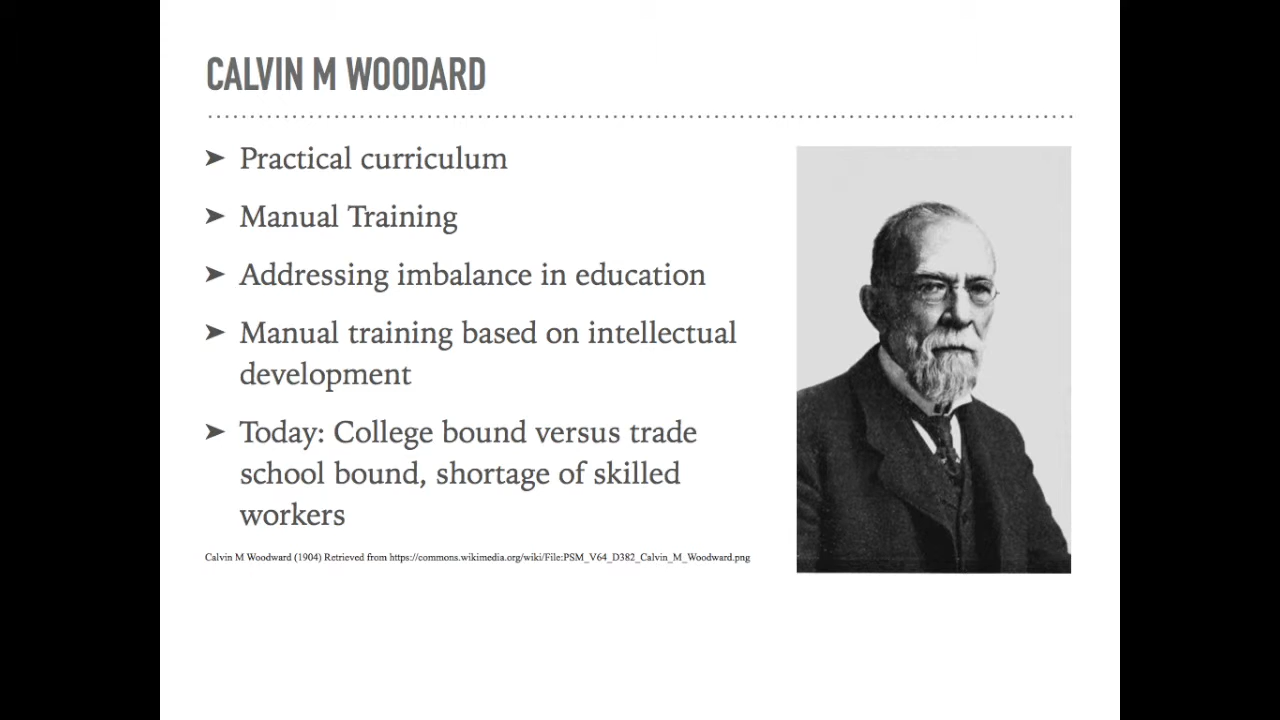 CALVIN M WOODARD
➤ Practical curriculum
➤ Manual Training
➤ Addressing imbalance in education
➤ Manual training based on intellectual
development
➤ Today: College bound versus trade
school bound, shortage of skilled
workers
Calvin M Woodward (1904) Retrieved from https://commons.wikimedia.org/wiki/File:PSM_V64_D382_Calvin_M_Woodward.png